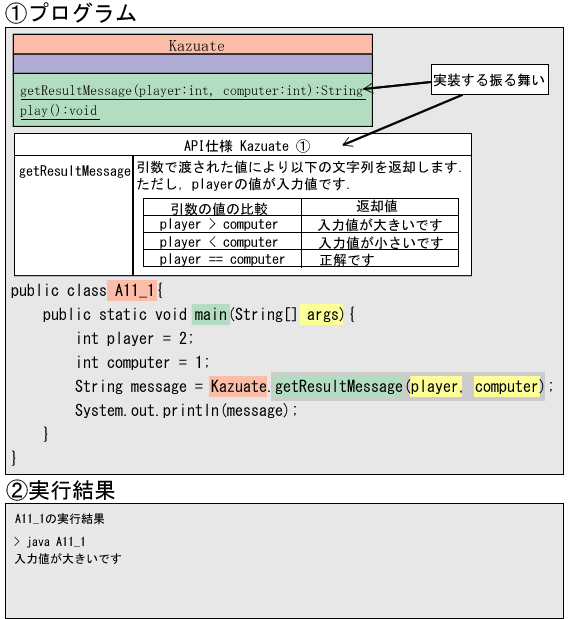 ①プログラム
Kazuate
getResultMessage(player:int, computer:int):String
play():void
実装する振る舞い
API仕様 Kazuate ①
getResultMessage
引数で渡された値により以下の文字列を返却します.
ただし, playerの値が入力値です.
引数の値の比較 返却値
player > computer 入力値が大きいです
player < computer 入力値が小さいです
player == computer 正解です
public class A11_1{
public static void main(String[] args){
int player = 2;
int computer = 1;
String message = Kazuate.getResultMessage(player, computer);
System.out.println(message);
}
}
②実行結果
A11_1の実行結果
> java A11_1
入力値が大きいです